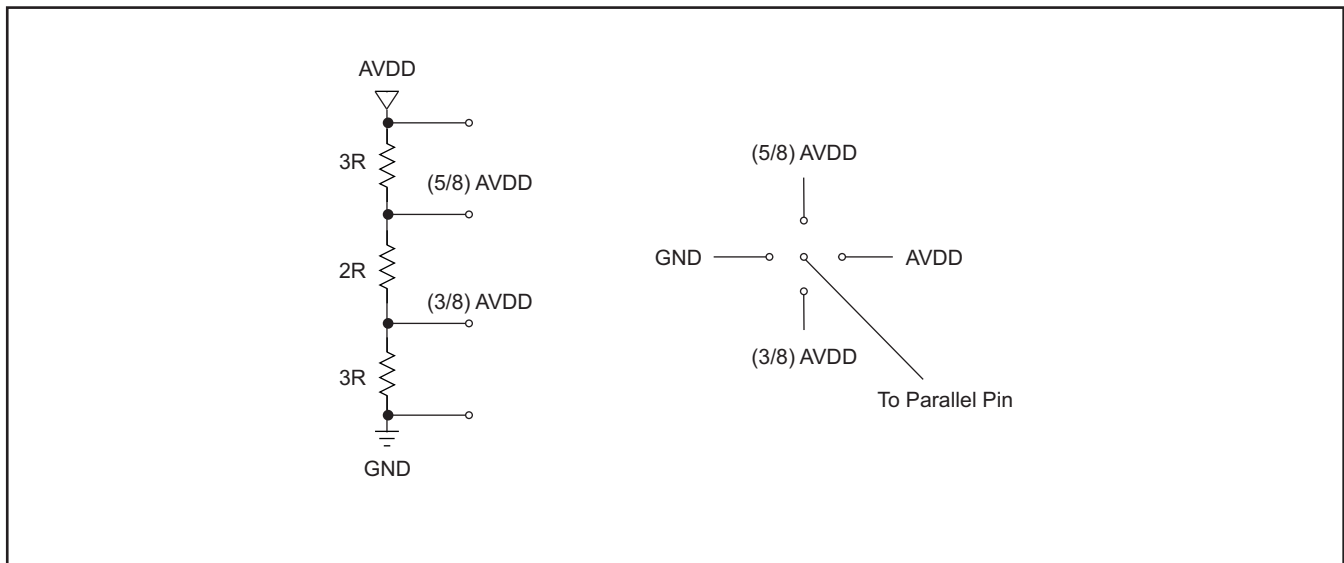 AVDD
3R
(5/8) AVDD
2R
(3/8) AVDD
3R
GND
(5/8) AVDD
GND
AVDD
(3/8) AVDD
To Parallel Pin